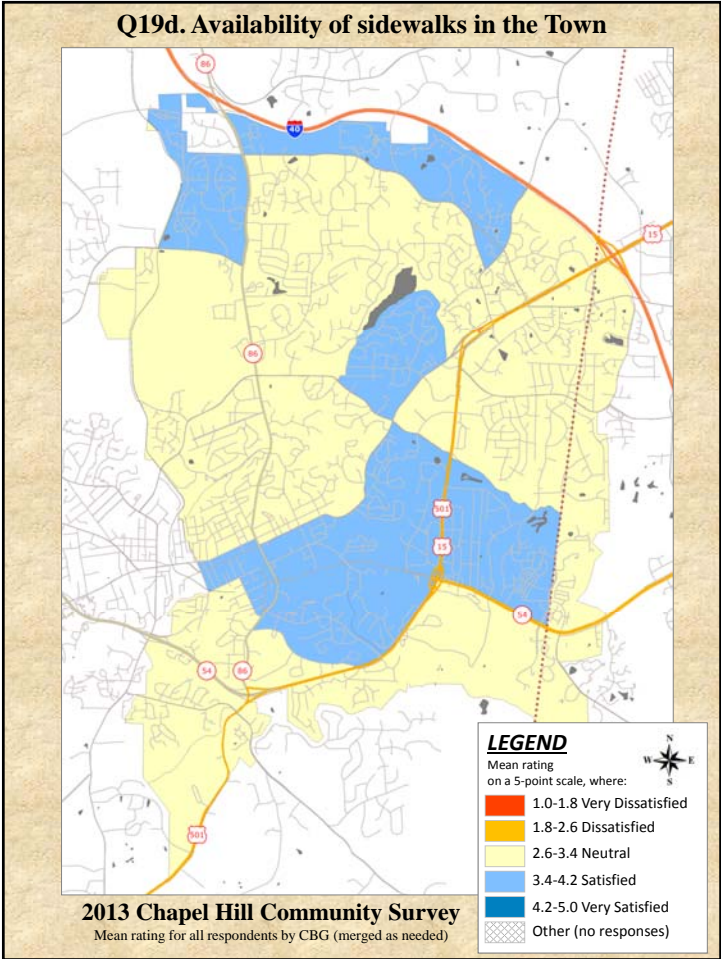 Q19d. Availability of sidewalks in the Town
86
40
15
86
501
15
54
54
86
501
LEGEND
Mean rating
on a 5-point scale, where:
N
W E
S
1.0-1.8 Very Dissatisfied
1.8-2.6 Dissatisfied
2.6-3.4 Neutral
3.4-4.2 Satisfied
4.2-5.0 Very Satisfied
Other (no responses)
2013 Chapel Hill Community Survey
Mean rating for all respondents by CBG (merged as needed)